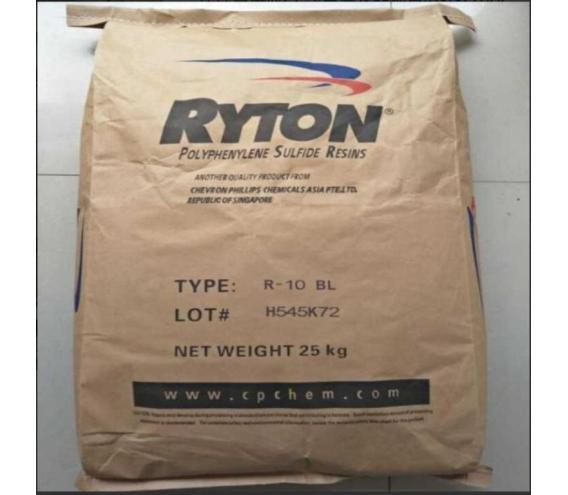 RYTON®
POLYPHENYLENE SULFIDE RESINS
ANOTHER QUALITY PRODUCT FROM
CHEVRON PHILLIPS CHEMICALS ASIA PTE.LTD.
REPUBLIC OF SINGAPORE
TYPE: R-10 BL
LOT# H545K72
NET WEIGHT 25 kg
www.cpchem.com